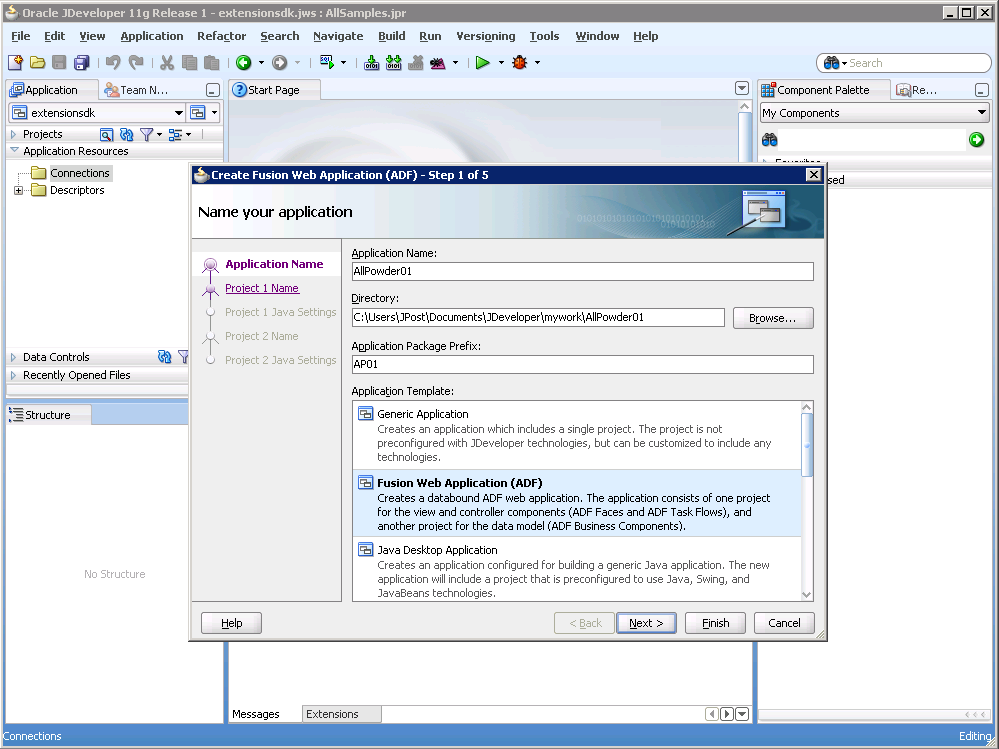 Oracle JDeveloper 11g Release 1 - extensionsdk.jws : AllSamples.jpr
File Edit View Application Refactor Search Navigate Build Run Versioning Tools Window Help
Search
Application
Team N...
Start Page
Component Palette
Re...
extensionsdk
My Components
Projects
Application Resources
Connections
Descriptors
Data Controls
Recently Opened Files
Structure
No Structure
Create Fusion Web Application (ADF) - Step 1 of 5
Name your application
Application Name
Project 1 Name
Project 1 Java Settings
Project 2 Name
Project 2 Java Settings
Application Name:
AllPowder01
Directory:
C:\Users\JPost\Documents\JDeveloper\mywork\AllPowder01
Browse...
Application Package Prefix:
AP01
Application Template:
Generic Application
Creates an application which includes a single project. The project is not
preconfigured with JDeveloper technologies, but can be customized to include any
technologies.
Fusion Web Application (ADF)
Creates a databound ADF web application. The application consists of one project
for the view and controller components (ADF Faces and ADF Task Flows), and
another project for the data model (ADF Business Components).
Java Desktop Application
Creates an application configured for building a generic Java application. The new
application will include a project that is preconfigured to use Java, Swing, and
JavaBeans technologies.
Help
< Back
Next >
Finish
Cancel
Messages
Extensions
Connections
Editing